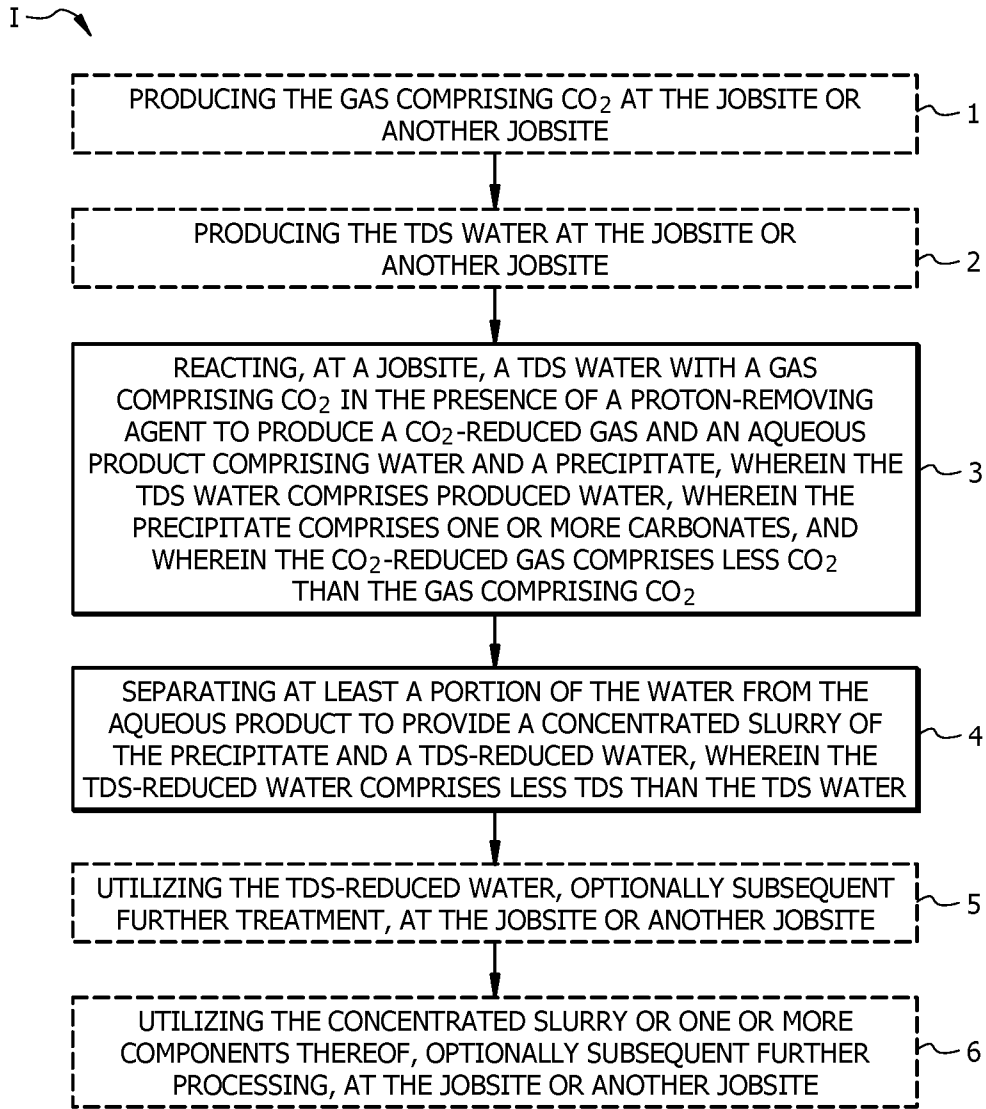 I
PRODUCING THE GAS COMPRISING CO2 AT THE JOBSITE OR
ANOTHER JOBSITE
1
PRODUCING THE TDS WATER AT THE JOBSITE OR
ANOTHER JOBSITE
2
REACTING, AT A JOBSITE, A TDS WATER WITH A GAS
COMPRISING CO2 IN THE PRESENCE OF A PROTON-REMOVING
AGENT TO PRODUCE A CO2-REDUCED GAS AND AN AQUEOUS
PRODUCT COMPRISING WATER AND A PRECIPITATE, WHEREIN THE
TDS WATER COMPRISES PRODUCED WATER, WHEREIN THE
PRECIPITATE COMPRISES ONE OR MORE CARBONATES, AND
WHEREIN THE CO2-REDUCED GAS COMPRISES LESS CO2
THAN THE GAS COMPRISING CO2
3
SEPARATING AT LEAST A PORTION OF THE WATER FROM THE
AQUEOUS PRODUCT TO PROVIDE A CONCENTRATED SLURRY OF
THE PRECIPITATE AND A TDS-REDUCED WATER, WHEREIN THE
TDS-REDUCED WATER COMPRISES LESS TDS THAN THE TDS WATER
4
UTILIZING THE TDS-REDUCED WATER, OPTIONALLY SUBSEQUENT
FURTHER TREATMENT, AT THE JOBSITE OR ANOTHER JOBSITE
5
UTILIZING THE CONCENTRATED SLURRY OR ONE OR MORE
COMPONENTS THEREOF, OPTIONALLY SUBSEQUENT FURTHER
PROCESSING, AT THE JOBSITE OR ANOTHER JOBSITE
6